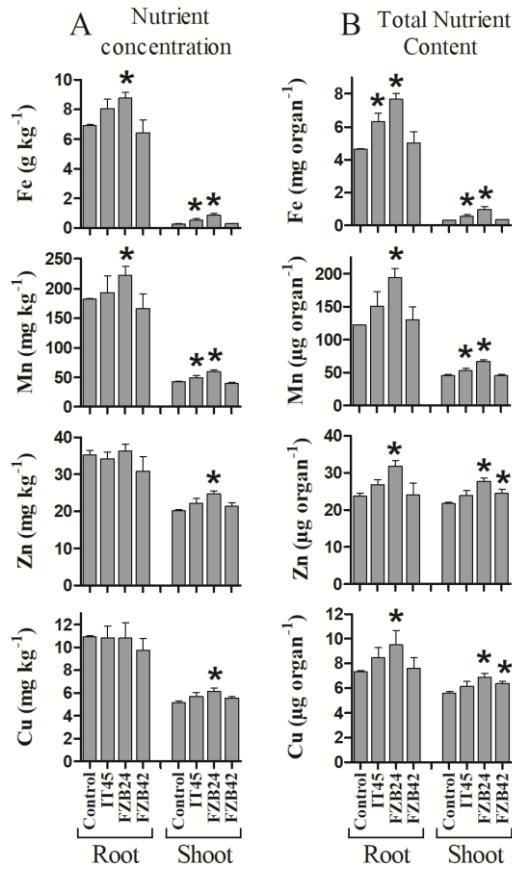 A
Nutrient
concentration
Fe (g kg⁻¹)
10
8
6
4
2
0
*
*
*
Mn (mg kg⁻¹)
250
200
150
100
50
0
*
*
*
Zn (mg kg⁻¹)
40
30
20
10
0
*
Cu (mg kg⁻¹)
12
10
8
6
4
2
0
*
Control
IT45
FZB24
FZB42
Control
IT45
FZB24
FZB42
Root
Shoot
B
Total Nutrient
Content
Fe (mg organ⁻¹)
8
6
4
2
0
*
*
*
*
Mn (µg organ⁻¹)
200
150
100
50
0
*
*
*
Zn (µg organ⁻¹)
40
30
20
10
0
*
*
*
Cu (µg organ⁻¹)
12
10
8
6
4
2
0
*
*
*
Control
IT45
FZB24
FZB42
Control
IT45
FZB24
FZB42
Root
Shoot